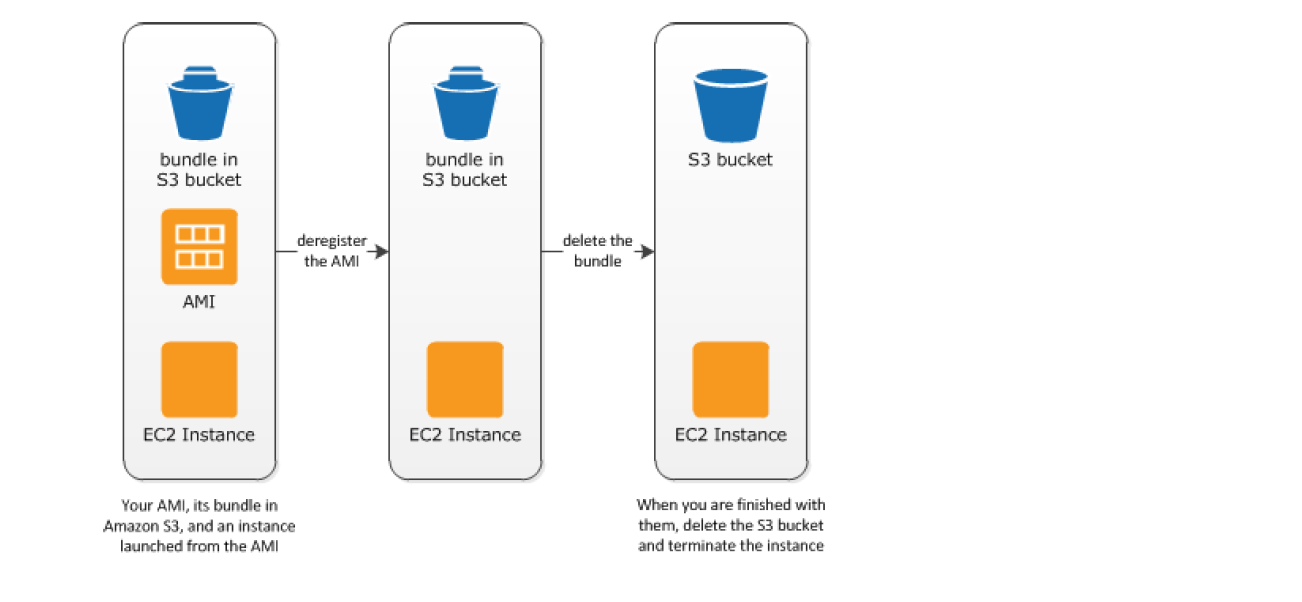 bundle in
S3 bucket
AMI
EC2 Instance
Your AMI, its bundle in
Amazon S3, and an instance
launched from the AMI
deregister
the AMI
bundle in
S3 bucket
EC2 Instance
delete the
bundle
S3 bucket
EC2 Instance
When you are finished with
them, delete the S3 bucket
and terminate the instance